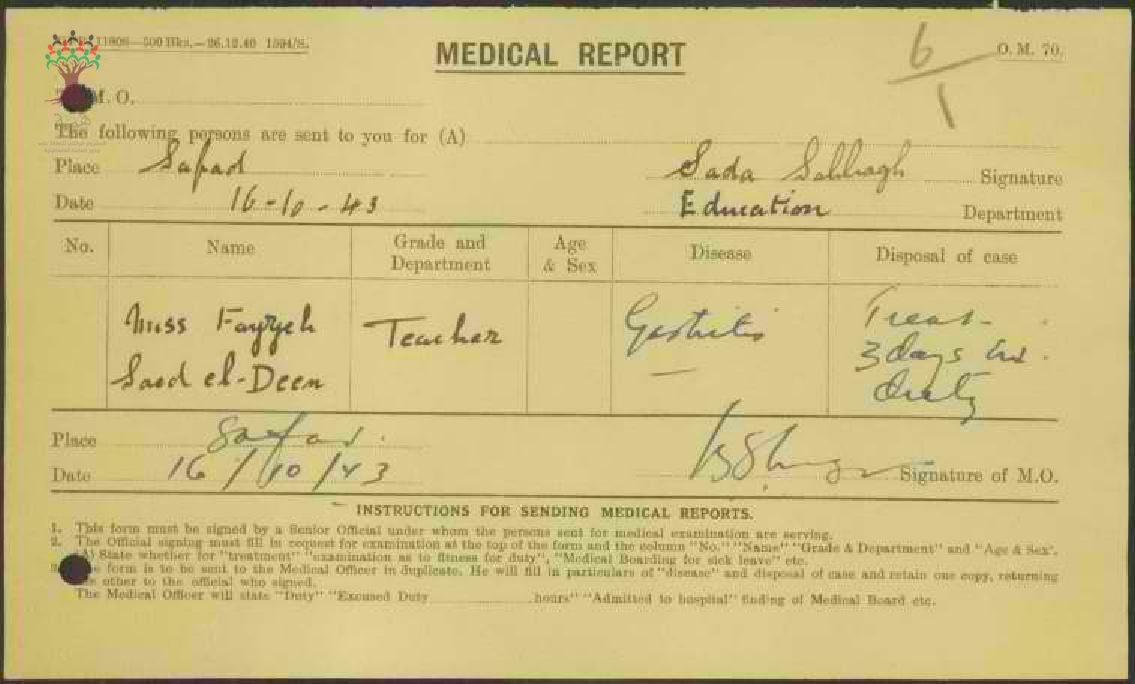 11808—500 Bks.—26.12.40 1394/S.
MEDICAL REPORT
6/1
O. M. 70.
M. O.
The following persons are sent to you for (A)
Place Safad
Sada Sabbagh Signature
Date 16-10-43
Education Department
No. Name Grade and Department Age & Sex Disease Disposal of case
Miss Fayzeh Teacher Gastritis Treat.
Saad el-Deen 3 days
duty
Place Safad.
Date 16/10/43
Signature of M.O.
INSTRUCTIONS FOR SENDING MEDICAL REPORTS.
1. This form must be signed by a Senior Official under whom the persons sent for medical examination are serving.
2. The Official signing must fill in request for examination at the top of the form and the column "No." "Name" "Grade & Department" and "Age & Sex".
(A) State whether for "treatment" "examination as to fitness for duty", "Medical Boarding for sick leave" etc.
form is to be sent to the Medical Officer in duplicate. He will fill in particulars of "disease" and disposal of case and retain one copy, returning
other to the official who signed.
The Medical Officer will state "Duty" "Excused Duty hours" "Admitted to hospital" finding of Medical Board etc.